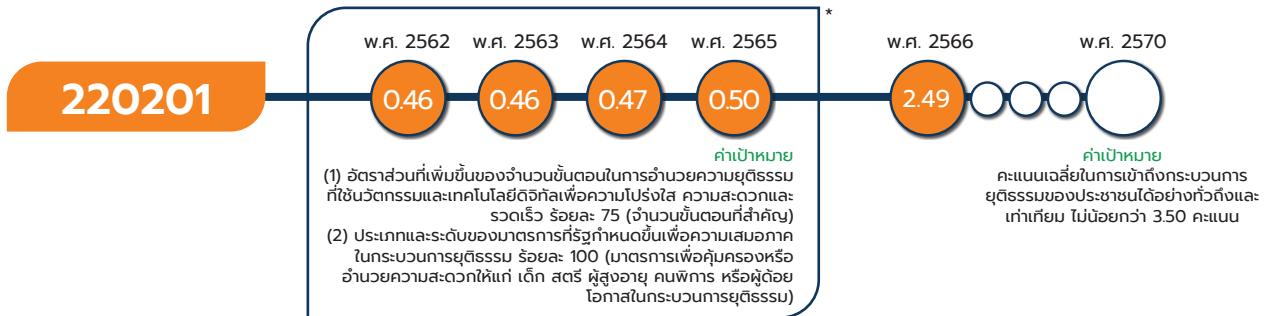 *
พ.ศ. 2562 พ.ศ. 2563 พ.ศ. 2564 พ.ศ. 2565 พ.ศ. 2566 พ.ศ. 2570
220201 0.46 0.46 0.47 0.50 2.49
ค่าเป้าหมาย
(1) อัตราส่วนที่เพิ่มขึ้นของจำนวนขั้นตอนในการอำนวยความยุติธรรม
ที่ใช้นวัตกรรมและเทคโนโลยีดิจิทัลเพื่อความโปร่งใส ความสะดวกและ
รวดเร็ว ร้อยละ 75 (จำนวนขั้นตอนที่สำคัญ)
(2) ประเภทและระดับของมาตรการที่รัฐกำหนดขึ้นเพื่อความเสมอภาค
ในกระบวนการยุติธรรม ร้อยละ 100 (มาตรการเพื่อคุ้มครองหรือ
อำนวยความสะดวกให้แก่ เด็ก สตรี ผู้สูงอายุ คนพิการ หรือผู้ด้อย
โอกาสในกระบวนการยุติธรรม)
ค่าเป้าหมาย
คะแนนเฉลี่ยในการเข้าถึงกระบวนการ
ยุติธรรมของประชาชนได้อย่างทั่วถึงและ
เท่าเทียม ไม่น้อยกว่า 3.50 คะแนน